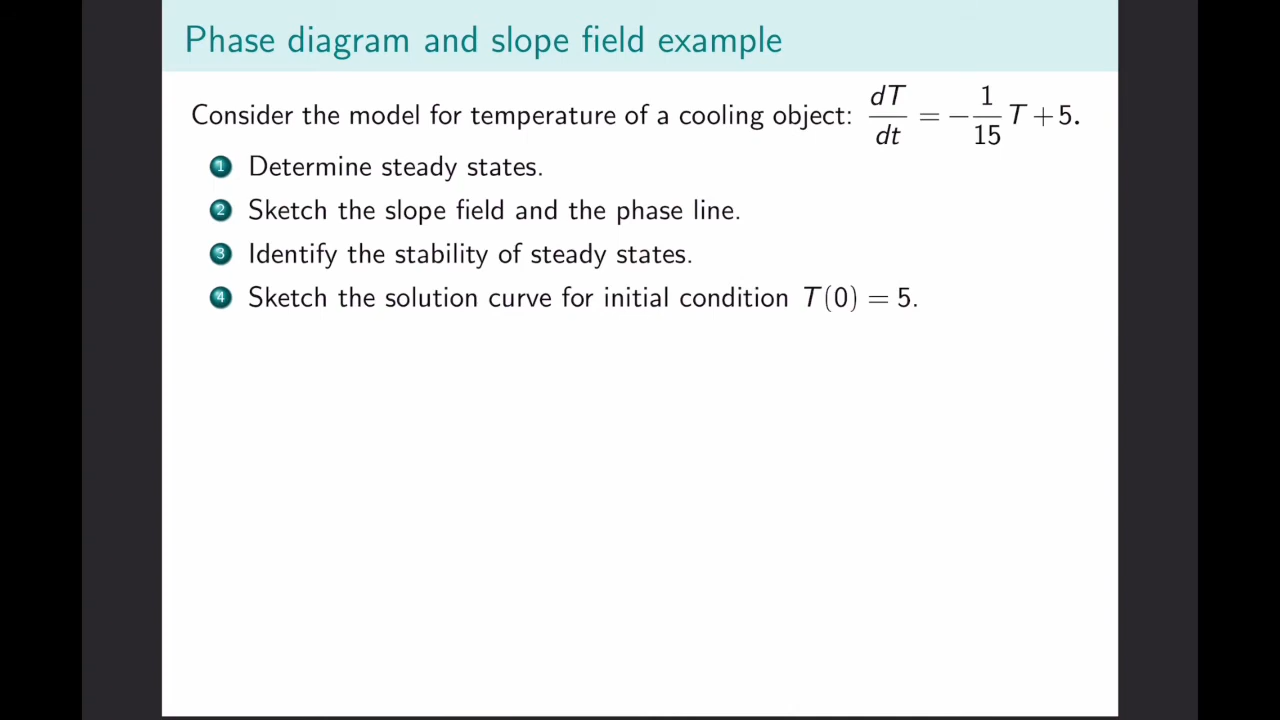 Phase diagram and slope field example
Consider the model for temperature of a cooling object: dT/dt = −1/15 T + 5.
1 Determine steady states.
2 Sketch the slope field and the phase line.
3 Identify the stability of steady states.
4 Sketch the solution curve for initial condition T(0) = 5.